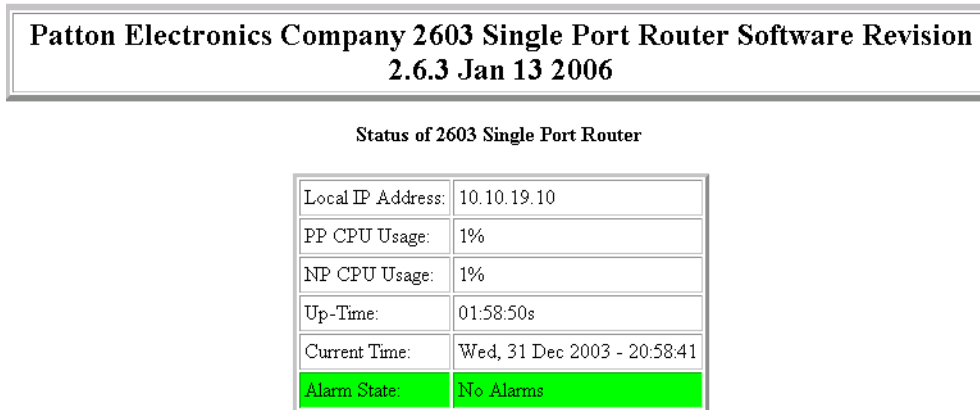 Patton Electronics Company 2603 Single Port Router Software Revision
2.6.3 Jan 13 2006
Status of 2603 Single Port Router
Local IP Address: 10.10.19.10
PP CPU Usage: 1%
NP CPU Usage: 1%
Up-Time: 01:58:50s
Current Time: Wed, 31 Dec 2003 - 20:58:41
Alarm State: No Alarms